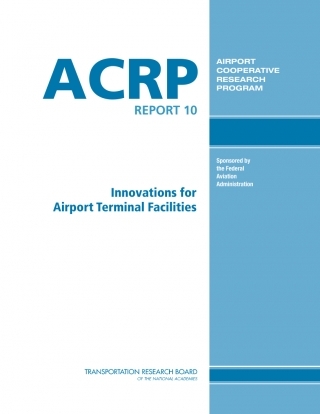 ACRP
REPORT 10
AIRPORT
COOPERATIVE
RESEARCH
PROGRAM
Sponsored by
the Federal
Aviation
Administration
Innovations for
Airport Terminal Facilities
TRANSPORTATION RESEARCH BOARD
OF THE NATIONAL ACADEMIES